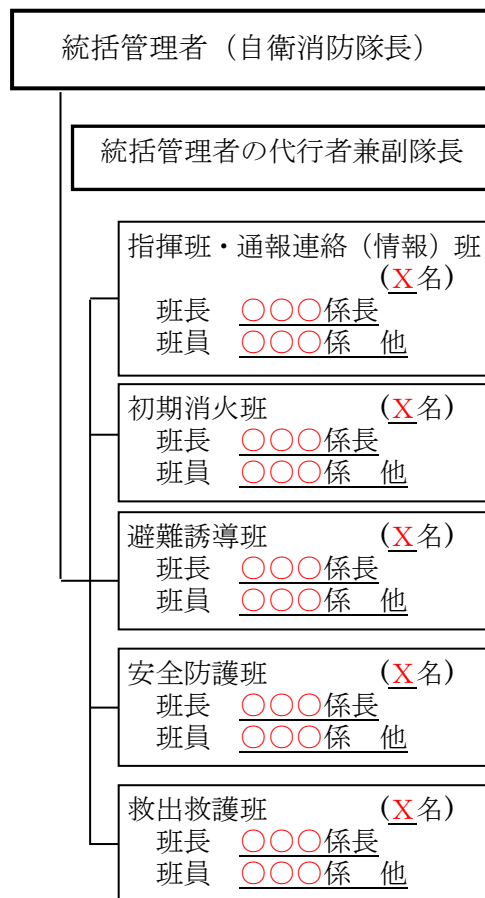 統括管理者（自衛消防隊長）
統括管理者の代行者兼副隊長
指揮班・通報連絡（情報）班
(X名)
班長　○○○係長
班員　○○○係　他
初期消火班　(X名)
班長　○○○係長
班員　○○○係　他
避難誘導班　(X名)
班長　○○○係長
班員　○○○係　他
安全防護班　(X名)
班長　○○○係長
班員　○○○係　他
救出救護班　(X名)
班長　○○○係長
班員　○○○係　他